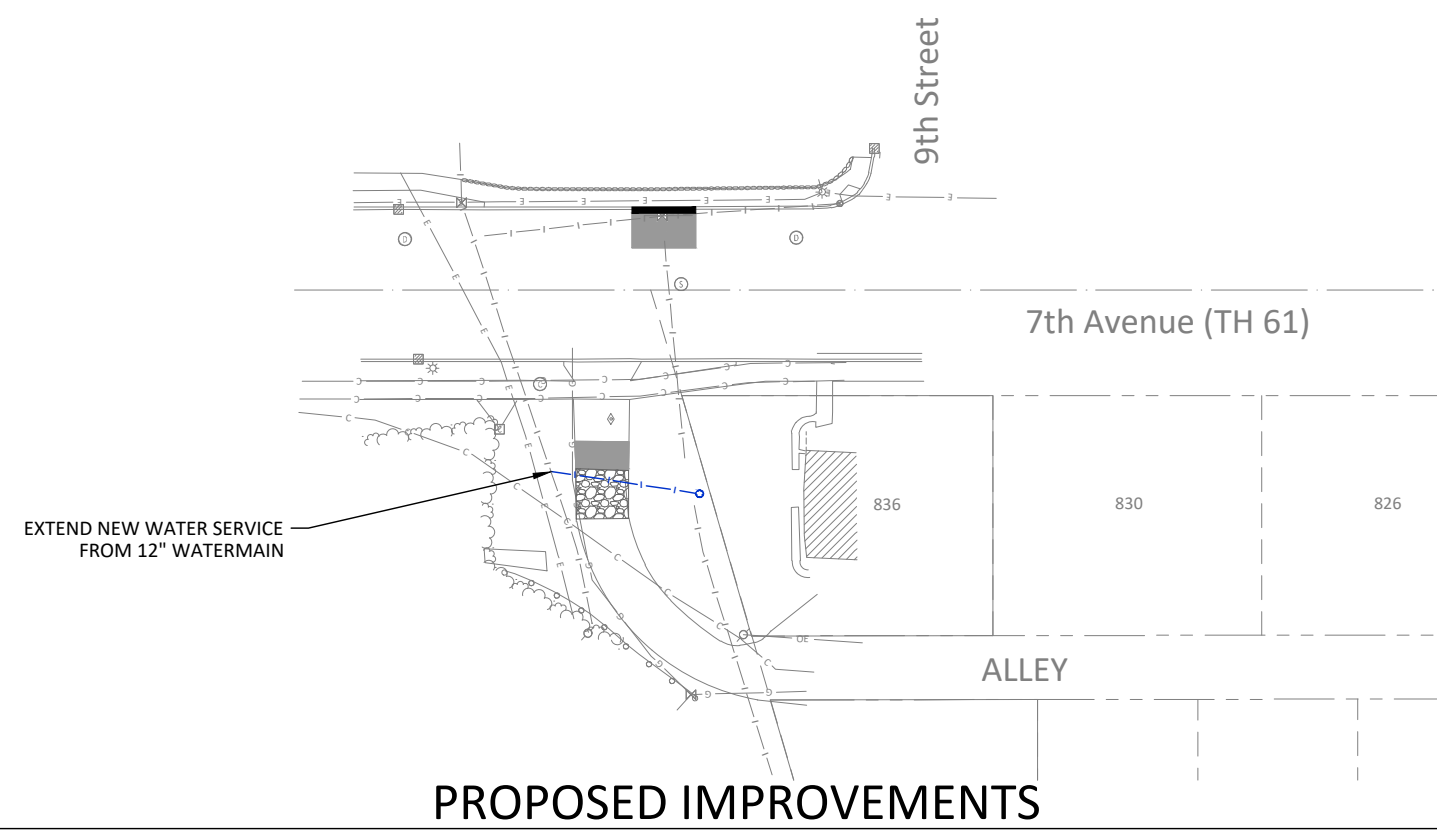 9th Street
7th Avenue (TH 61)
EXTEND NEW WATER SERVICE
FROM 12" WATERMAIN
836
830
826
OE
ALLEY
PROPOSED IMPROVEMENTS